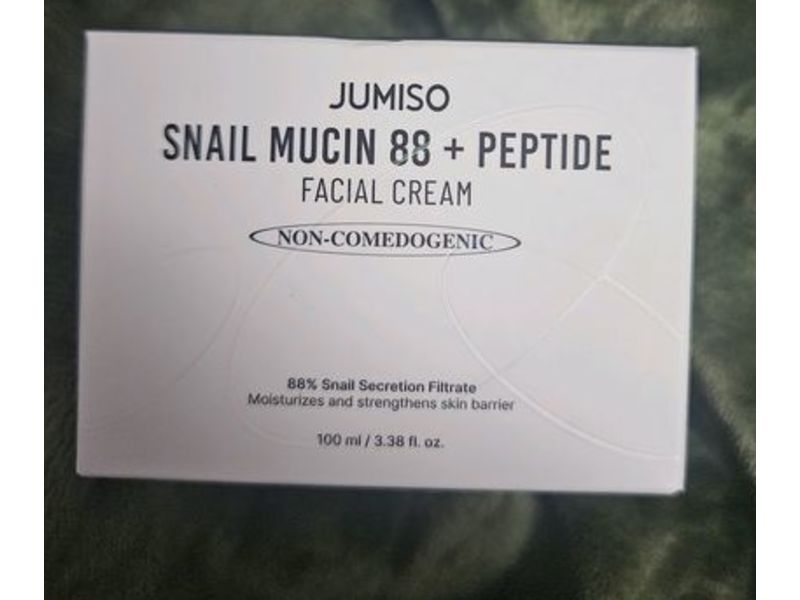 JUMISO
SNAIL MUCIN 88 + PEPTIDE
FACIAL CREAM
NON-COMEDOGENIC
88% Snail Secretion Filtrate
Moisturizes and strengthens skin barrier
100 ml / 3.38 fl. oz.